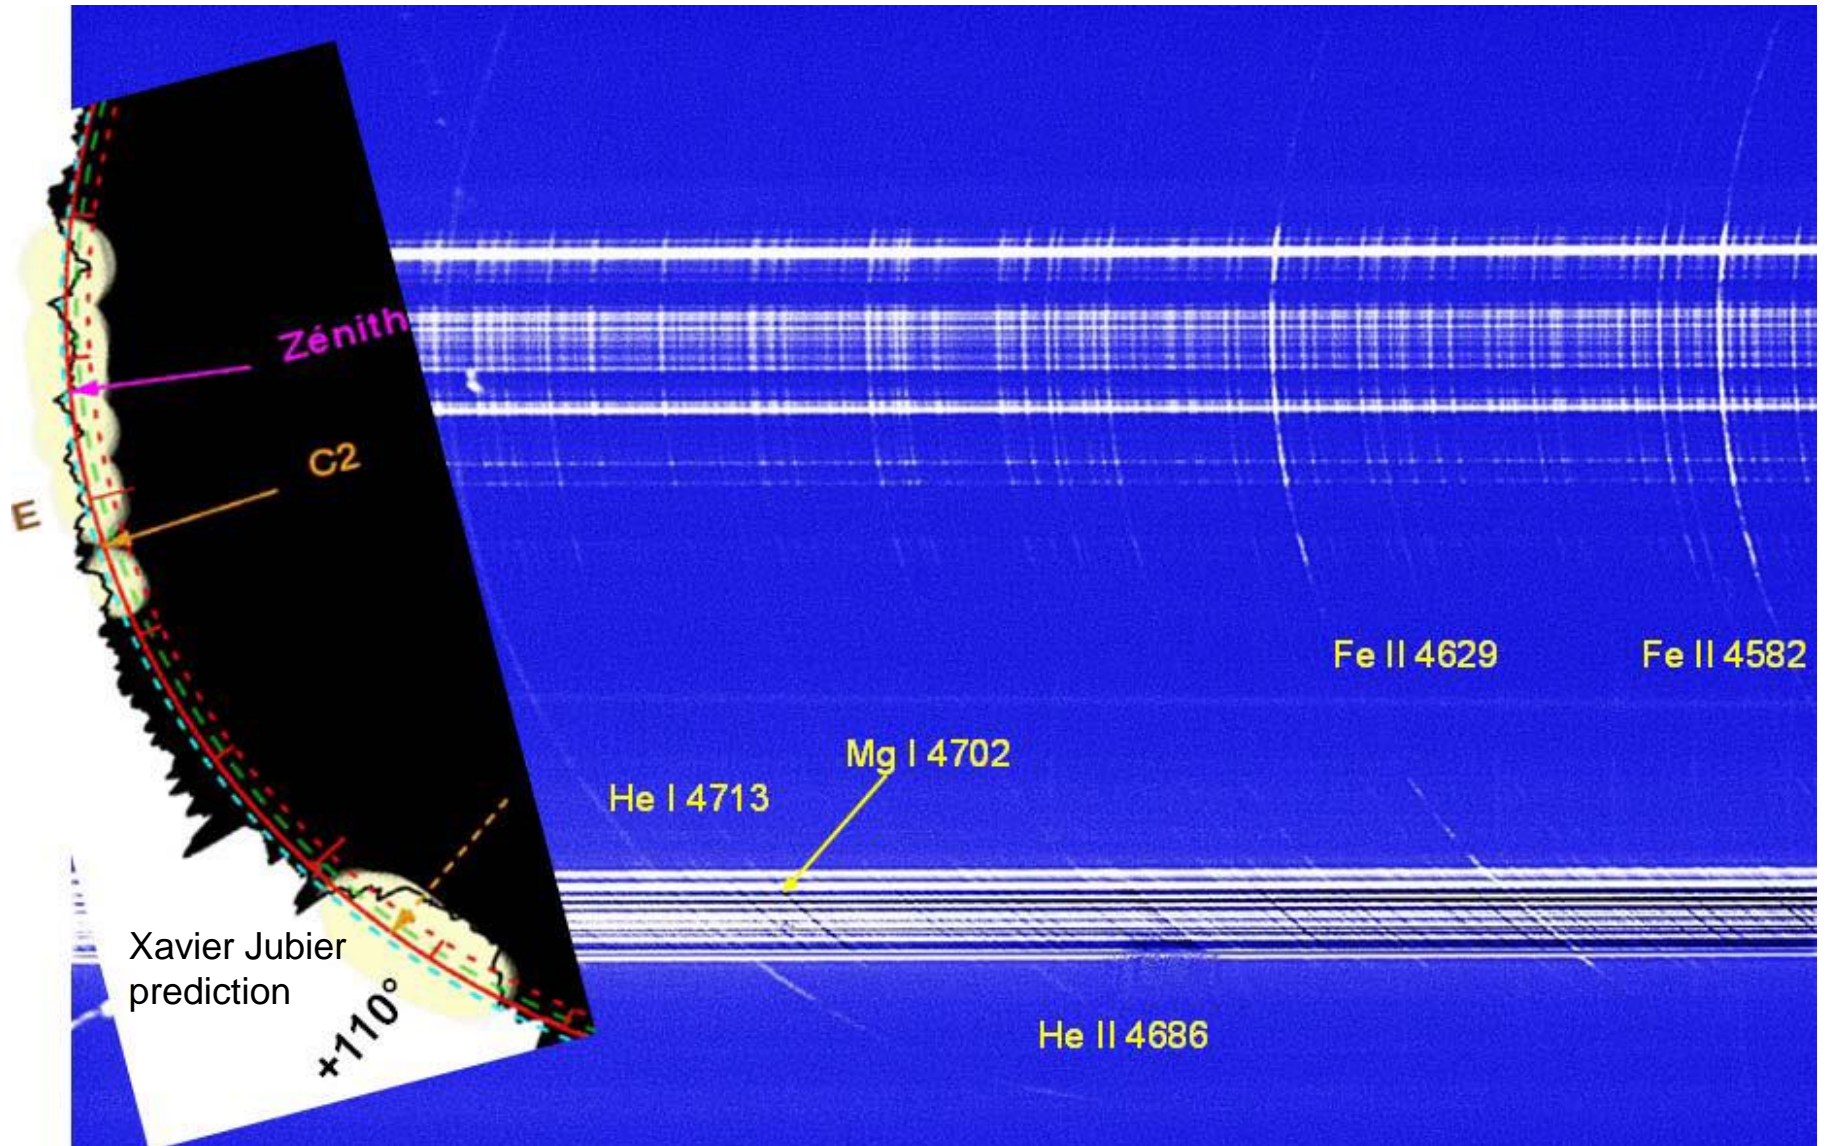 Zénith
C2
E
Fe II 4629
Fe II 4582
Mg I 4702
He I 4713
Xavier Jubier
prediction
+110°
He II 4686